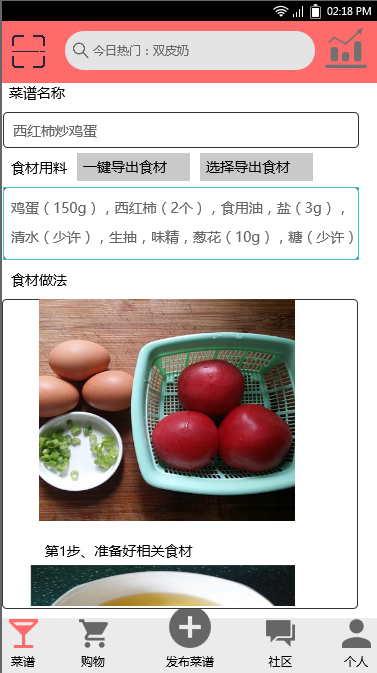 02:18 PM
今日热门：双皮奶
菜谱名称
西红柿炒鸡蛋
食材用料 一键导出食材 选择导出食材
鸡蛋（150g），西红柿（2个），食用油，盐（3g），
清水（少许），生抽，味精，葱花（10g），糖（少许）
食材做法
第1步、准备好相关食材
菜谱 购物 发布菜谱 社区 个人